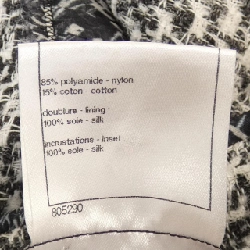 85% polyamide - nylon
15% coton - cotton
doublure - lining
100% soie - silk
incrustations - inset
100% soie - silk
805290